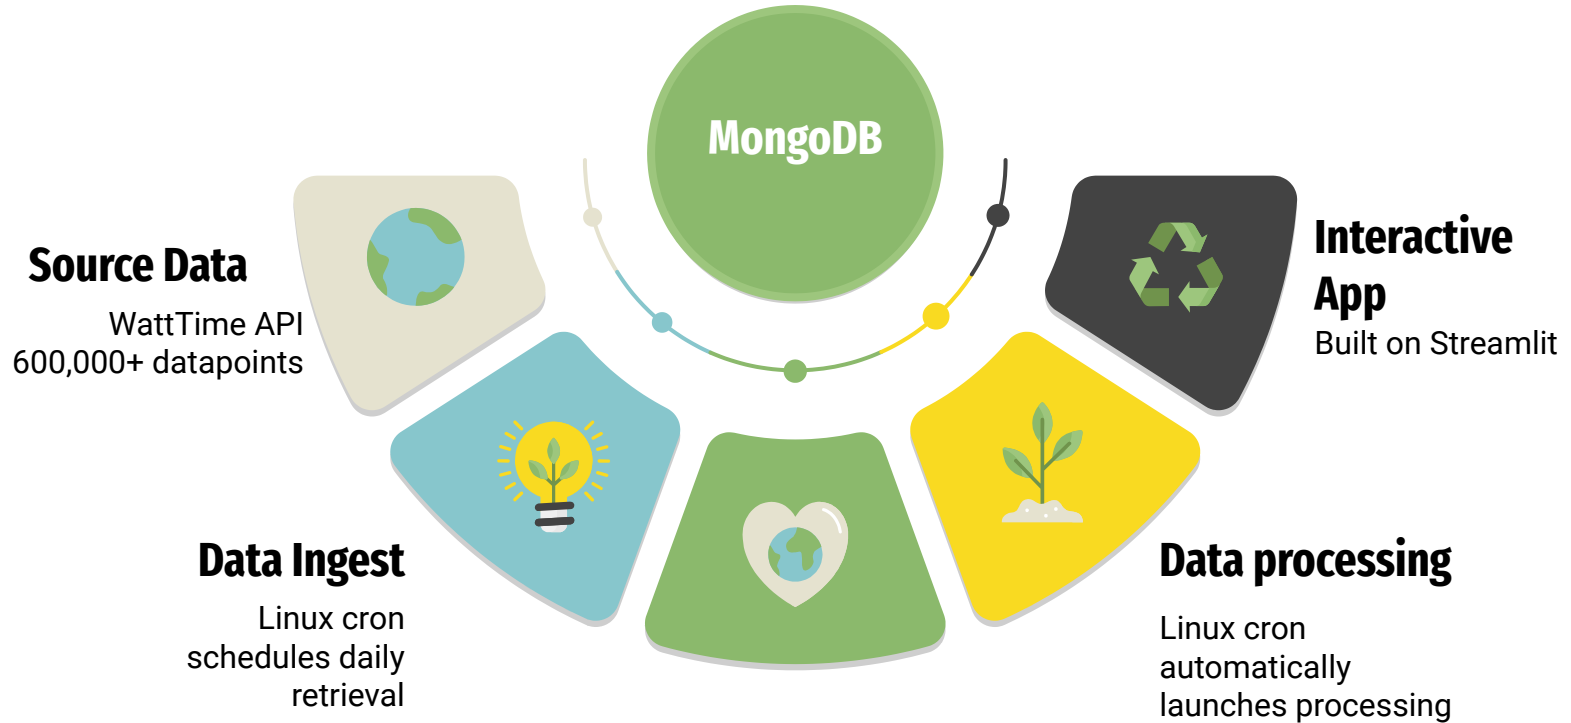 MongoDB
Source Data
WattTime API
600,000+ datapoints
Data Ingest
Linux cron
schedules daily
retrieval
Data processing
Linux cron
automatically
launches processing
Interactive
App
Built on Streamlit